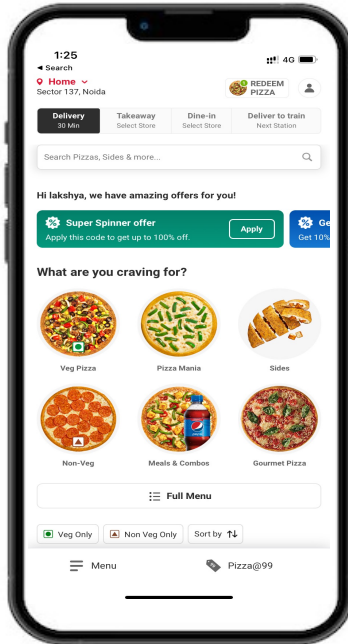 1:25
4G
◄ Search
Home
Sector 137, Noida
REDEEM
PIZZA
Delivery
30 Min
Takeaway
Select Store
Dine-in
Select Store
Deliver to train
Next Station
Search Pizzas, Sides & more...
Hi lakshya, we have amazing offers for you!
Super Spinner offer
Apply this code to get up to 100% off.
Apply
Ge
Get 10%
What are you craving for?
Veg Pizza
Pizza Mania
Sides
Non-Veg
Meals & Combos
Gourmet Pizza
Full Menu
Veg Only
Non Veg Only
Sort by
Menu
Pizza@99